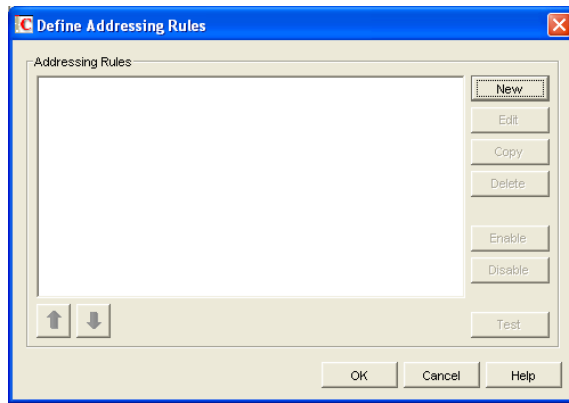 C Define Addressing Rules
Addressing Rules
New
Edit
Copy
Delete
Enable
Disable
Test
OK
Cancel
Help